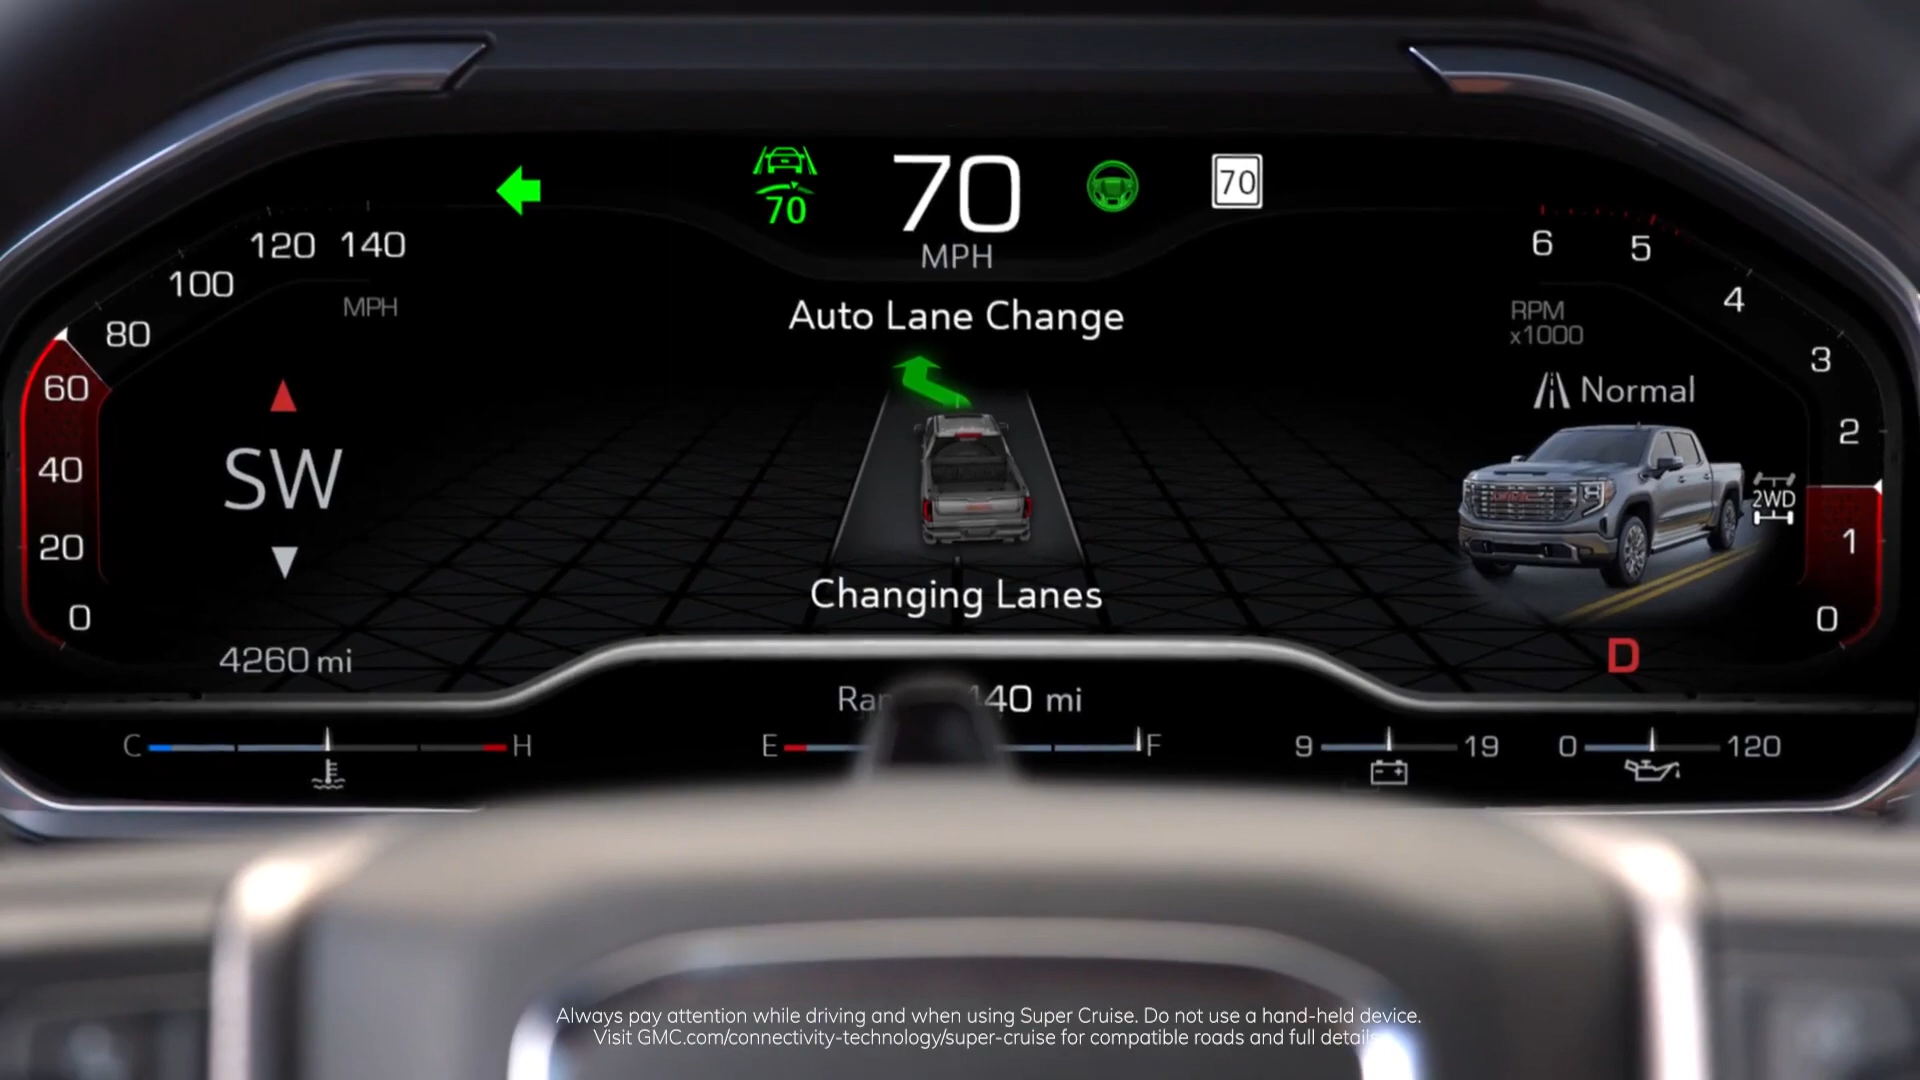 70
70
MPH
70
120 140
100
MPH
80
60
40
20
0
SW
4260 mi
Auto Lane Change
Changing Lanes
6 5
4
3
2
1
0
RPM
x1000
Normal
GMC
2WD
D
40 mi
C H
E F
9 19
0 120
Always pay attention while driving and when using Super Cruise. Do not use a hand-held device.
Visit GMC.com/connectivity-technology/super-cruise for compatible roads and full details.